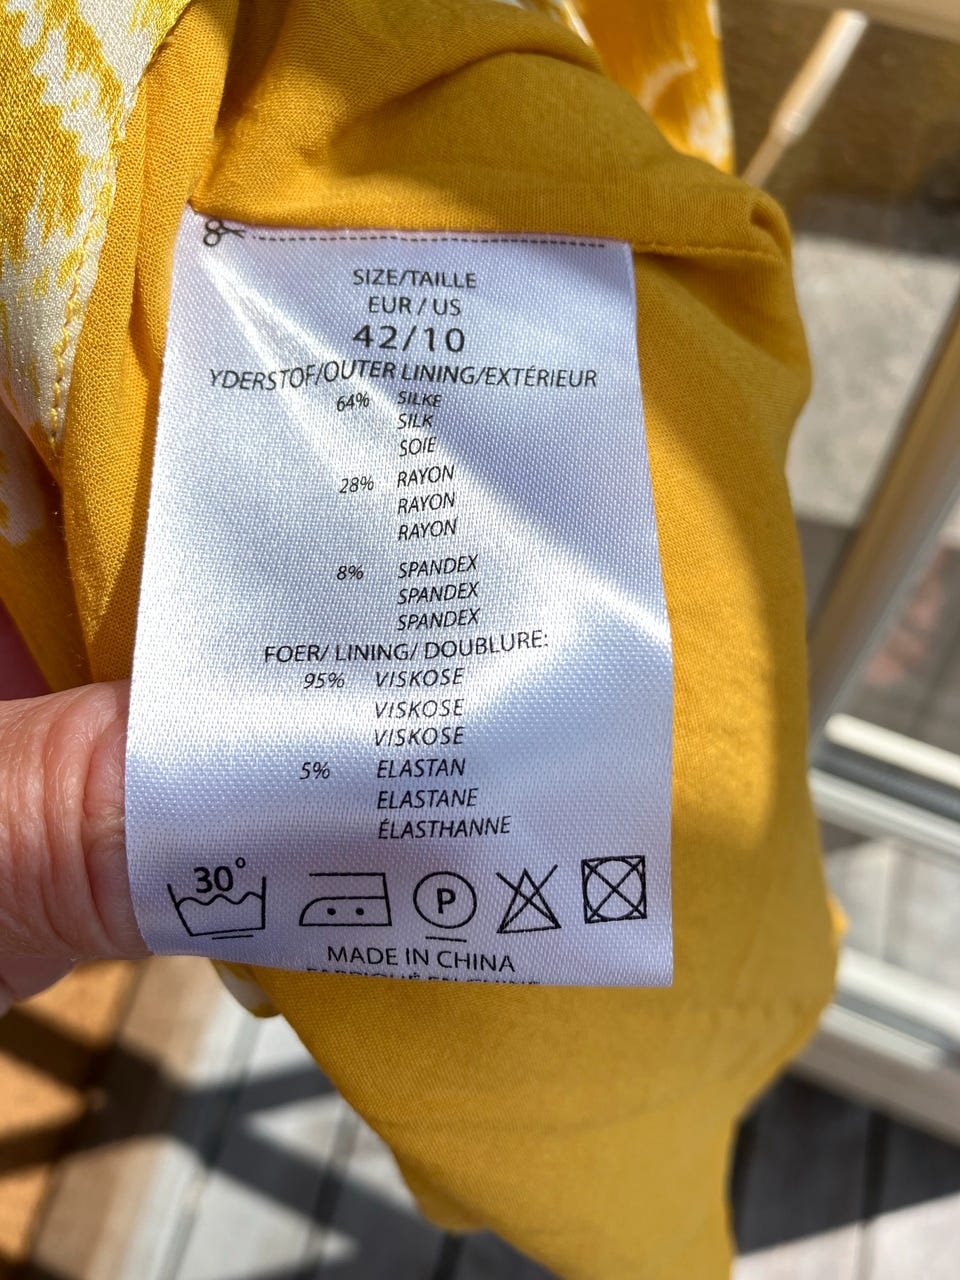 SIZE/TAILLE
EUR / US
42/10
YDERSTOF/OUTER LINING/EXTÉRIEUR
64% SILKE
SILK
SOIE
28% RAYON
RAYON
RAYON
8% SPANDEX
SPANDEX
SPANDEX
FOER/ LINING/ DOUBLURE:
95% VISKOSE
VISKOSE
VISKOSE
5% ELASTAN
ELASTANE
ÉLASTHANNE
30° P
MADE IN CHINA